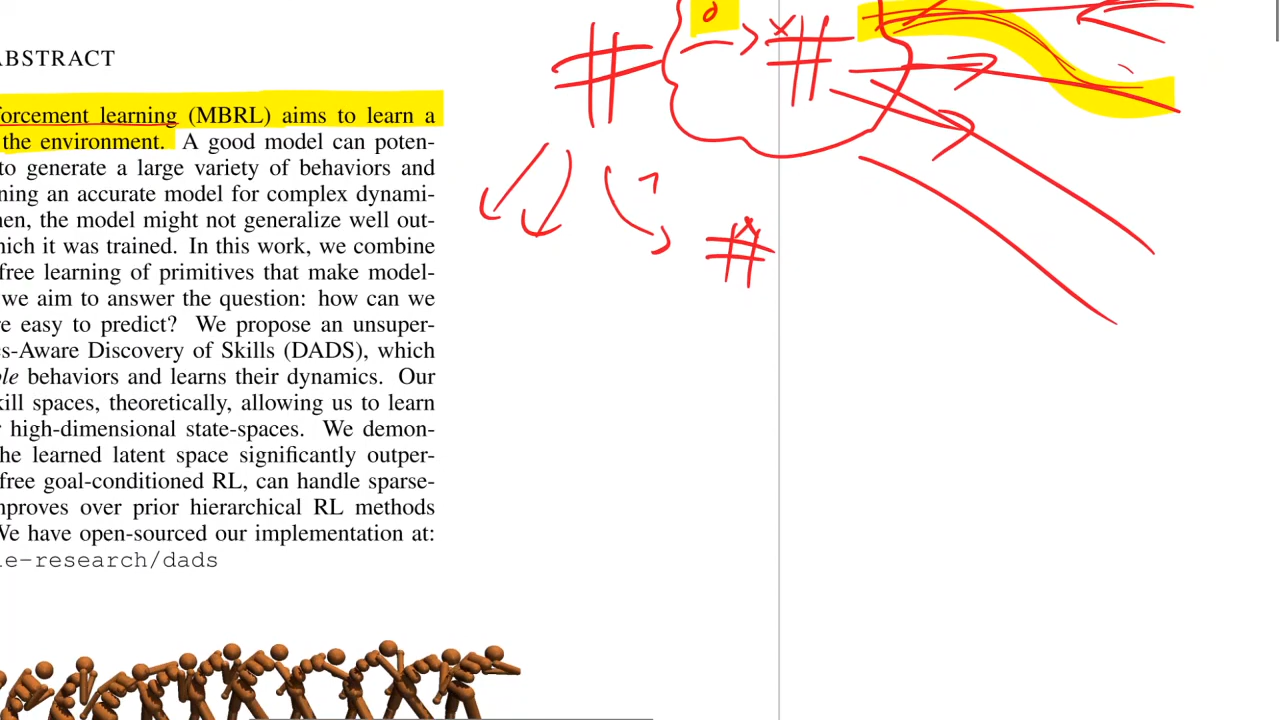 ABSTRACT
forcement learning (MBRL) aims to learn a
the environment. A good model can poten-
to generate a large variety of behaviors and
ning an accurate model for complex dynami-
hen, the model might not generalize well out-
hich it was trained. In this work, we combine
free learning of primitives that make model-
we aim to answer the question: how can we
re easy to predict? We propose an unsuper-
cs-Aware Discovery of Skills (DADS), which
ble behaviors and learns their dynamics. Our
kill spaces, theoretically, allowing us to learn
r high-dimensional state-spaces. We demon-
he learned latent space significantly outper-
free goal-conditioned RL, can handle sparse-
mproves over prior hierarchical RL methods
We have open-sourced our implementation at:
le-research/dads